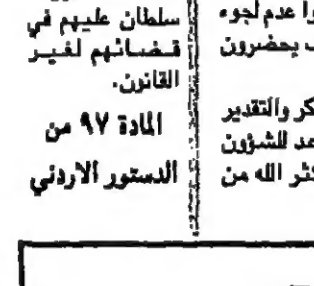 سلطان عليهم في
قضائهم لغير
القانون.
المادة ٩٧ من
الدستور الاردني
وا عدم لجوء
يحضرون
كر والتقدير
عد للشؤون
كثر الله من